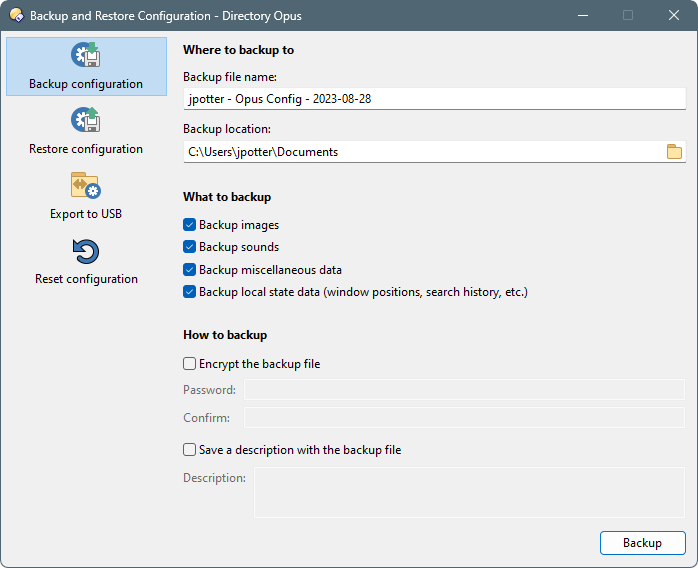 Backup and Restore Configuration - Directory Opus
Backup configuration
Restore configuration
Export to USB
Reset configuration
Where to backup to
Backup file name:
jpotter - Opus Config - 2023-08-28
Backup location:
C:\Users\jpotter\Documents
What to backup
Backup images
Backup sounds
Backup miscellaneous data
Backup local state data (window positions, search history, etc.)
How to backup
Encrypt the backup file
Password:
Confirm:
Save a description with the backup file
Description:
Backup